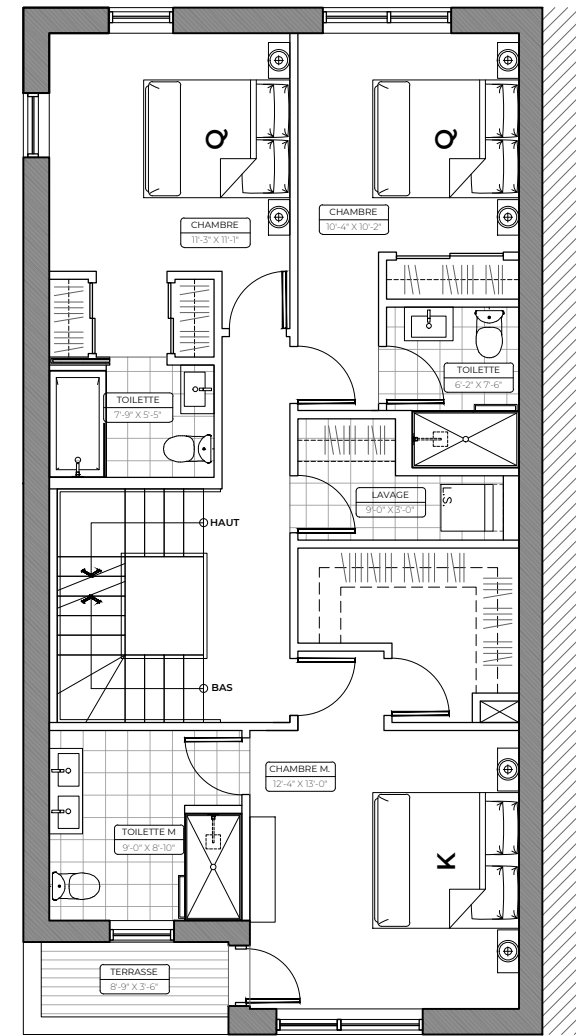 Q
Q
CHAMBRE
11'-3" X 11'-1"
CHAMBRE
10'-4" X 10'-2"
TOILETTE
6'-2" X 7'-6"
TOILETTE
7'-9" X 5'-5"
LAVAGE
9'-0" X 3'-0"
L.S.
HAUT
BAS
CHAMBRE M.
12'-4" X 13'-0"
TOILETTE M
9'-0" X 8'-10"
K
TERRASSE
8'-9" X 3'-6"